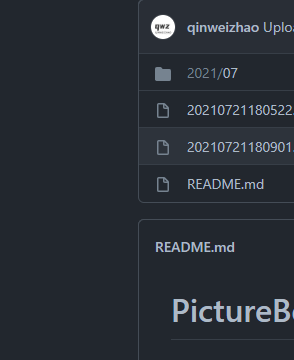 qwz
qinweizhao Uplo
2021/07
20210721180522.
20210721180901.
README.md
README.md
PictureB